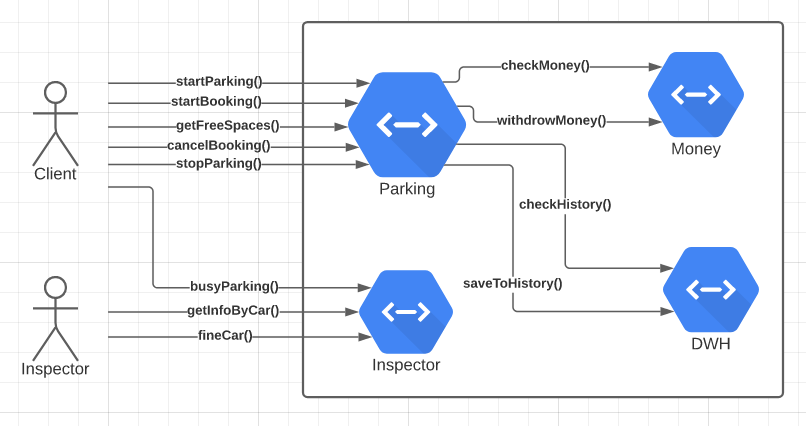 startParking()
startBooking()
getFreeSpaces()
cancelBooking()
stopParking()
Client
checkMoney()
withdrowMoney()
Money
Parking
checkHistory()
saveToHistory()
busyParking()
getInfoByCar()
fineCar()
Inspector
Inspector
DWH